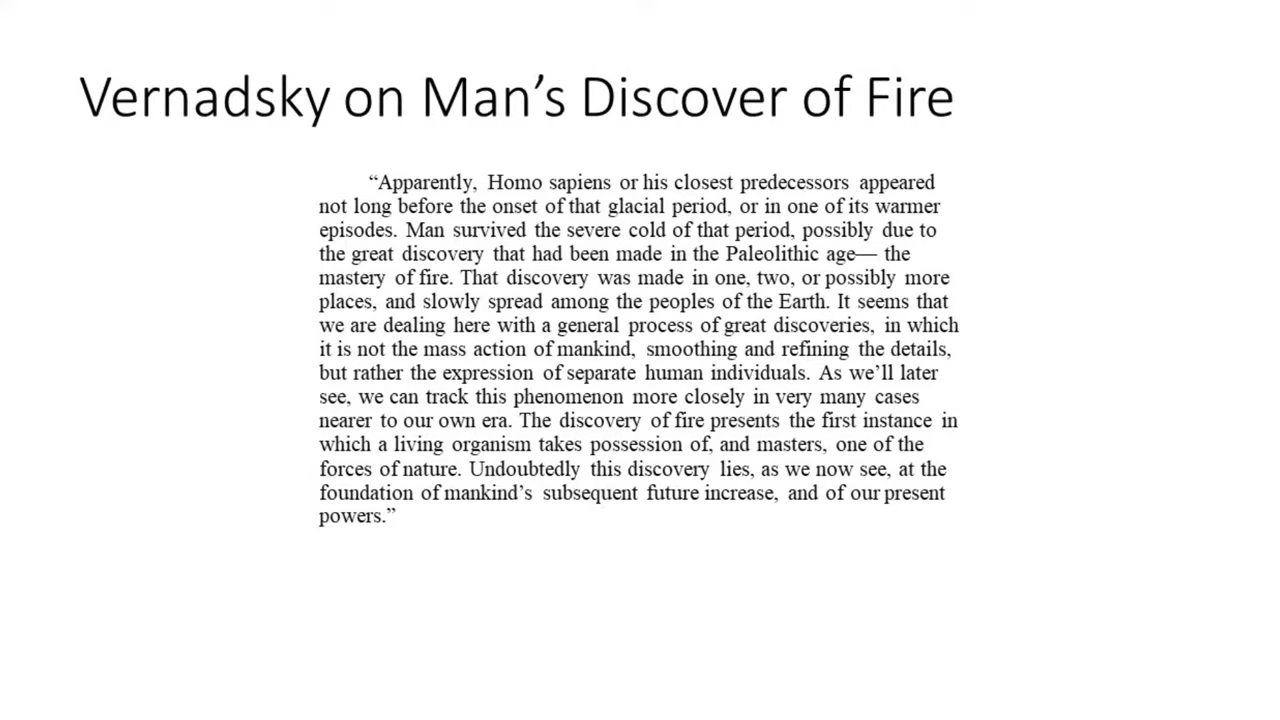 Vernadsky on Man’s Discover of Fire
“Apparently, Homo sapiens or his closest predecessors appeared
not long before the onset of that glacial period, or in one of its warmer
episodes. Man survived the severe cold of that period, possibly due to
the great discovery that had been made in the Paleolithic age— the
mastery of fire. That discovery was made in one, two, or possibly more
places, and slowly spread among the peoples of the Earth. It seems that
we are dealing here with a general process of great discoveries, in which
it is not the mass action of mankind, smoothing and refining the details,
but rather the expression of separate human individuals. As we’ll later
see, we can track this phenomenon more closely in very many cases
nearer to our own era. The discovery of fire presents the first instance in
which a living organism takes possession of, and masters, one of the
forces of nature. Undoubtedly this discovery lies, as we now see, at the
foundation of mankind’s subsequent future increase, and of our present
powers.”